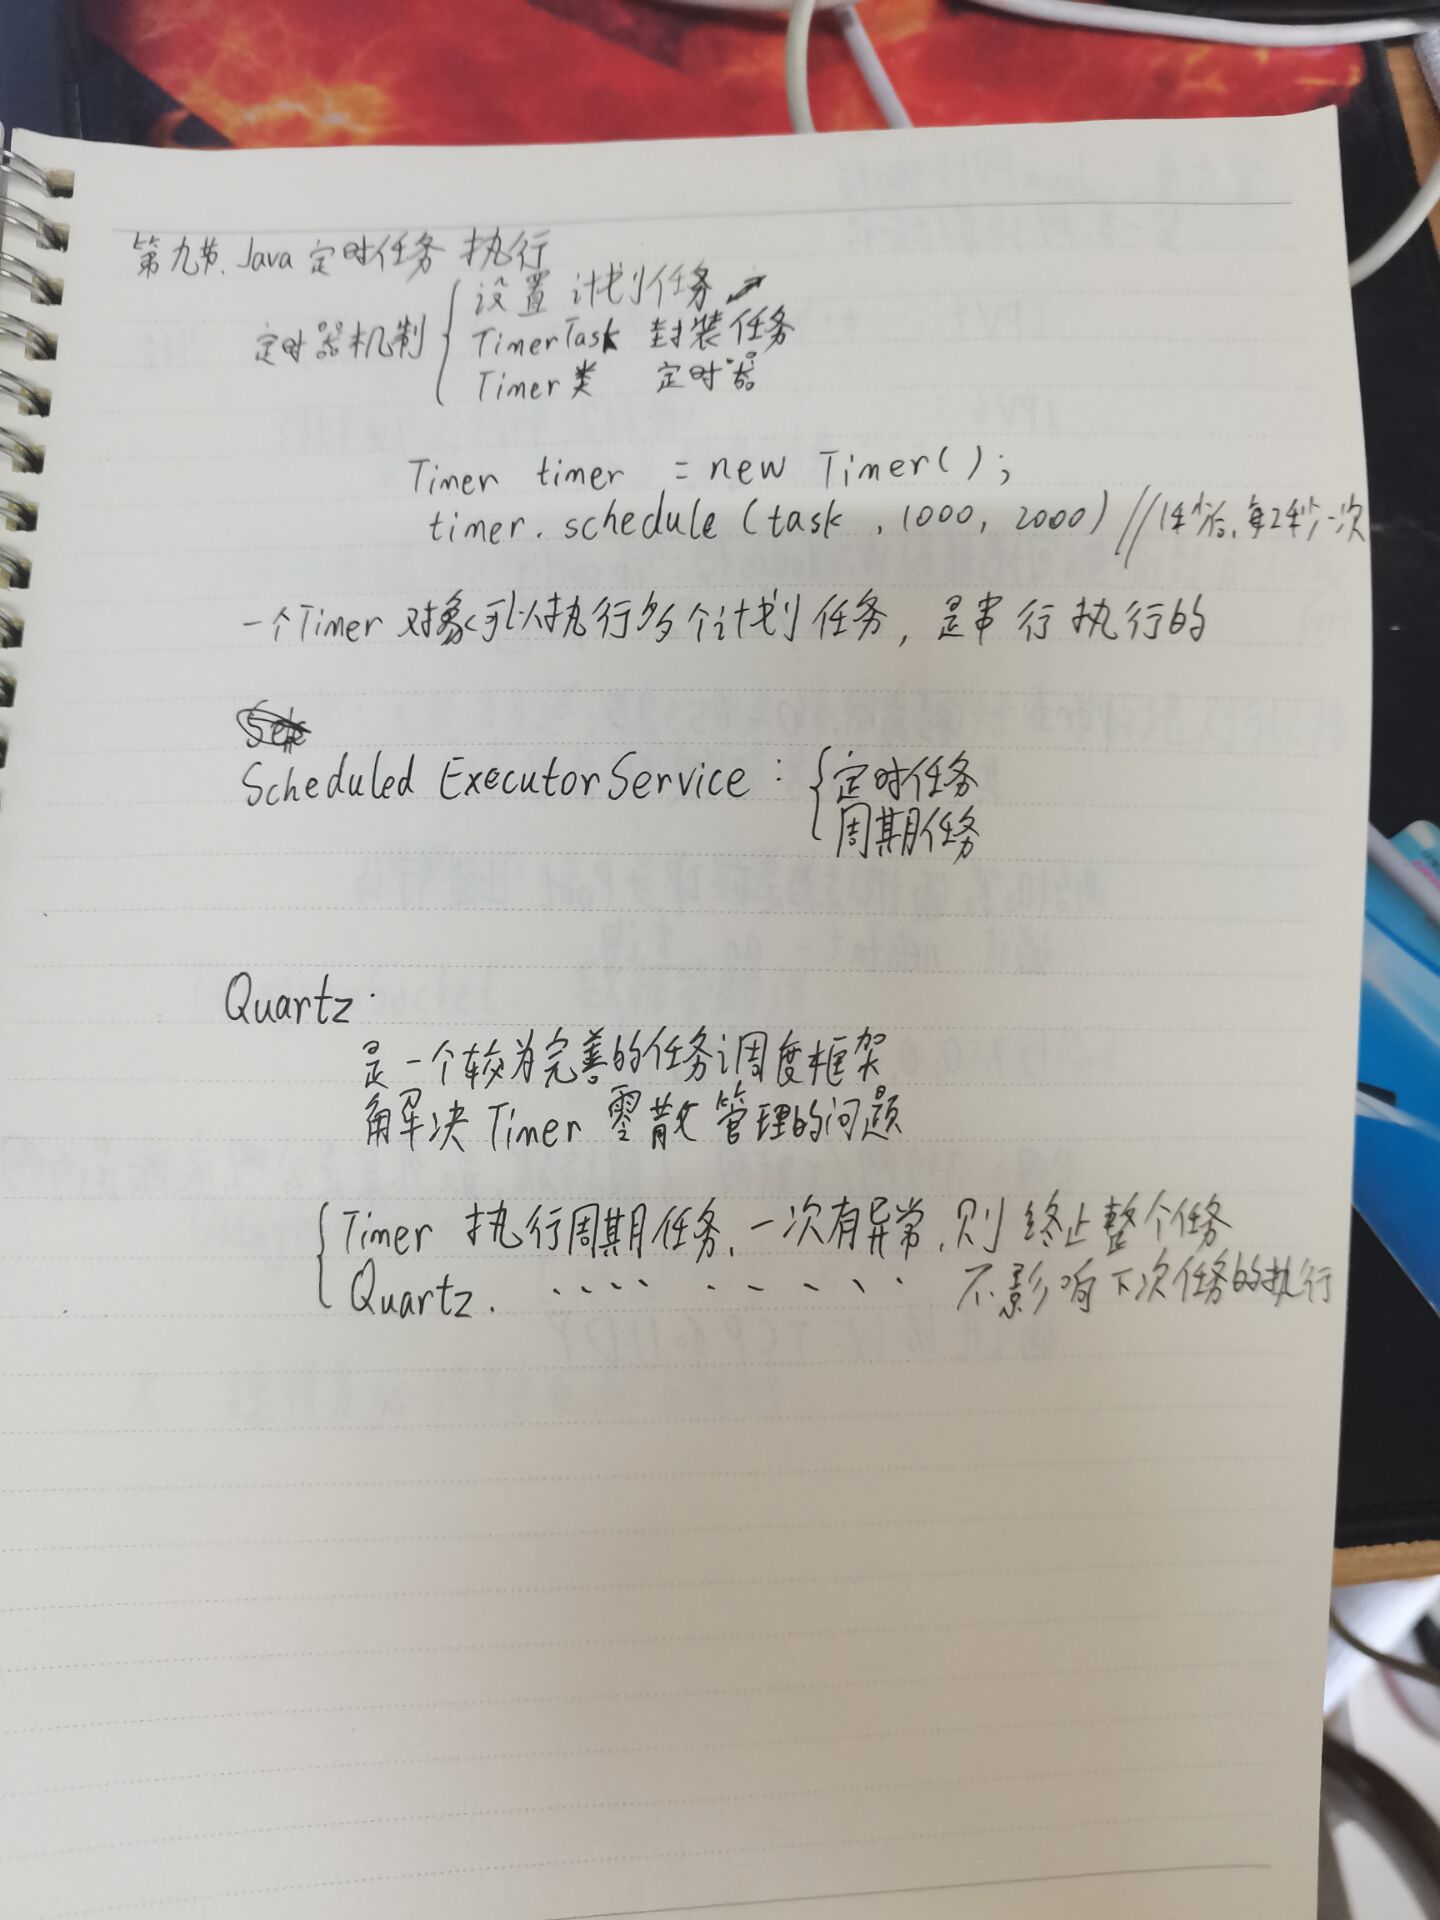 第九节. Java 定时任务 执行
定时器机制 { 设置 计划任务
TimerTask 封装任务
Timer类 定时器
Timer timer = new Timer();
timer. schedule (task , 1000, 2000) //1秒后, 每2秒一次
一个Timer 对象可以执行多个计划任务, 是串行执行的
Scheduled ExecutorService : { 定时任务
周期任务
Quartz.
是一个较为完善的任务调度框架
解决 Timer 零散管理的问题
{ Timer 执行周期任务, 一次有异常, 则终止整个任务
Quartz. ···· ····· 不影响下次任务的执行